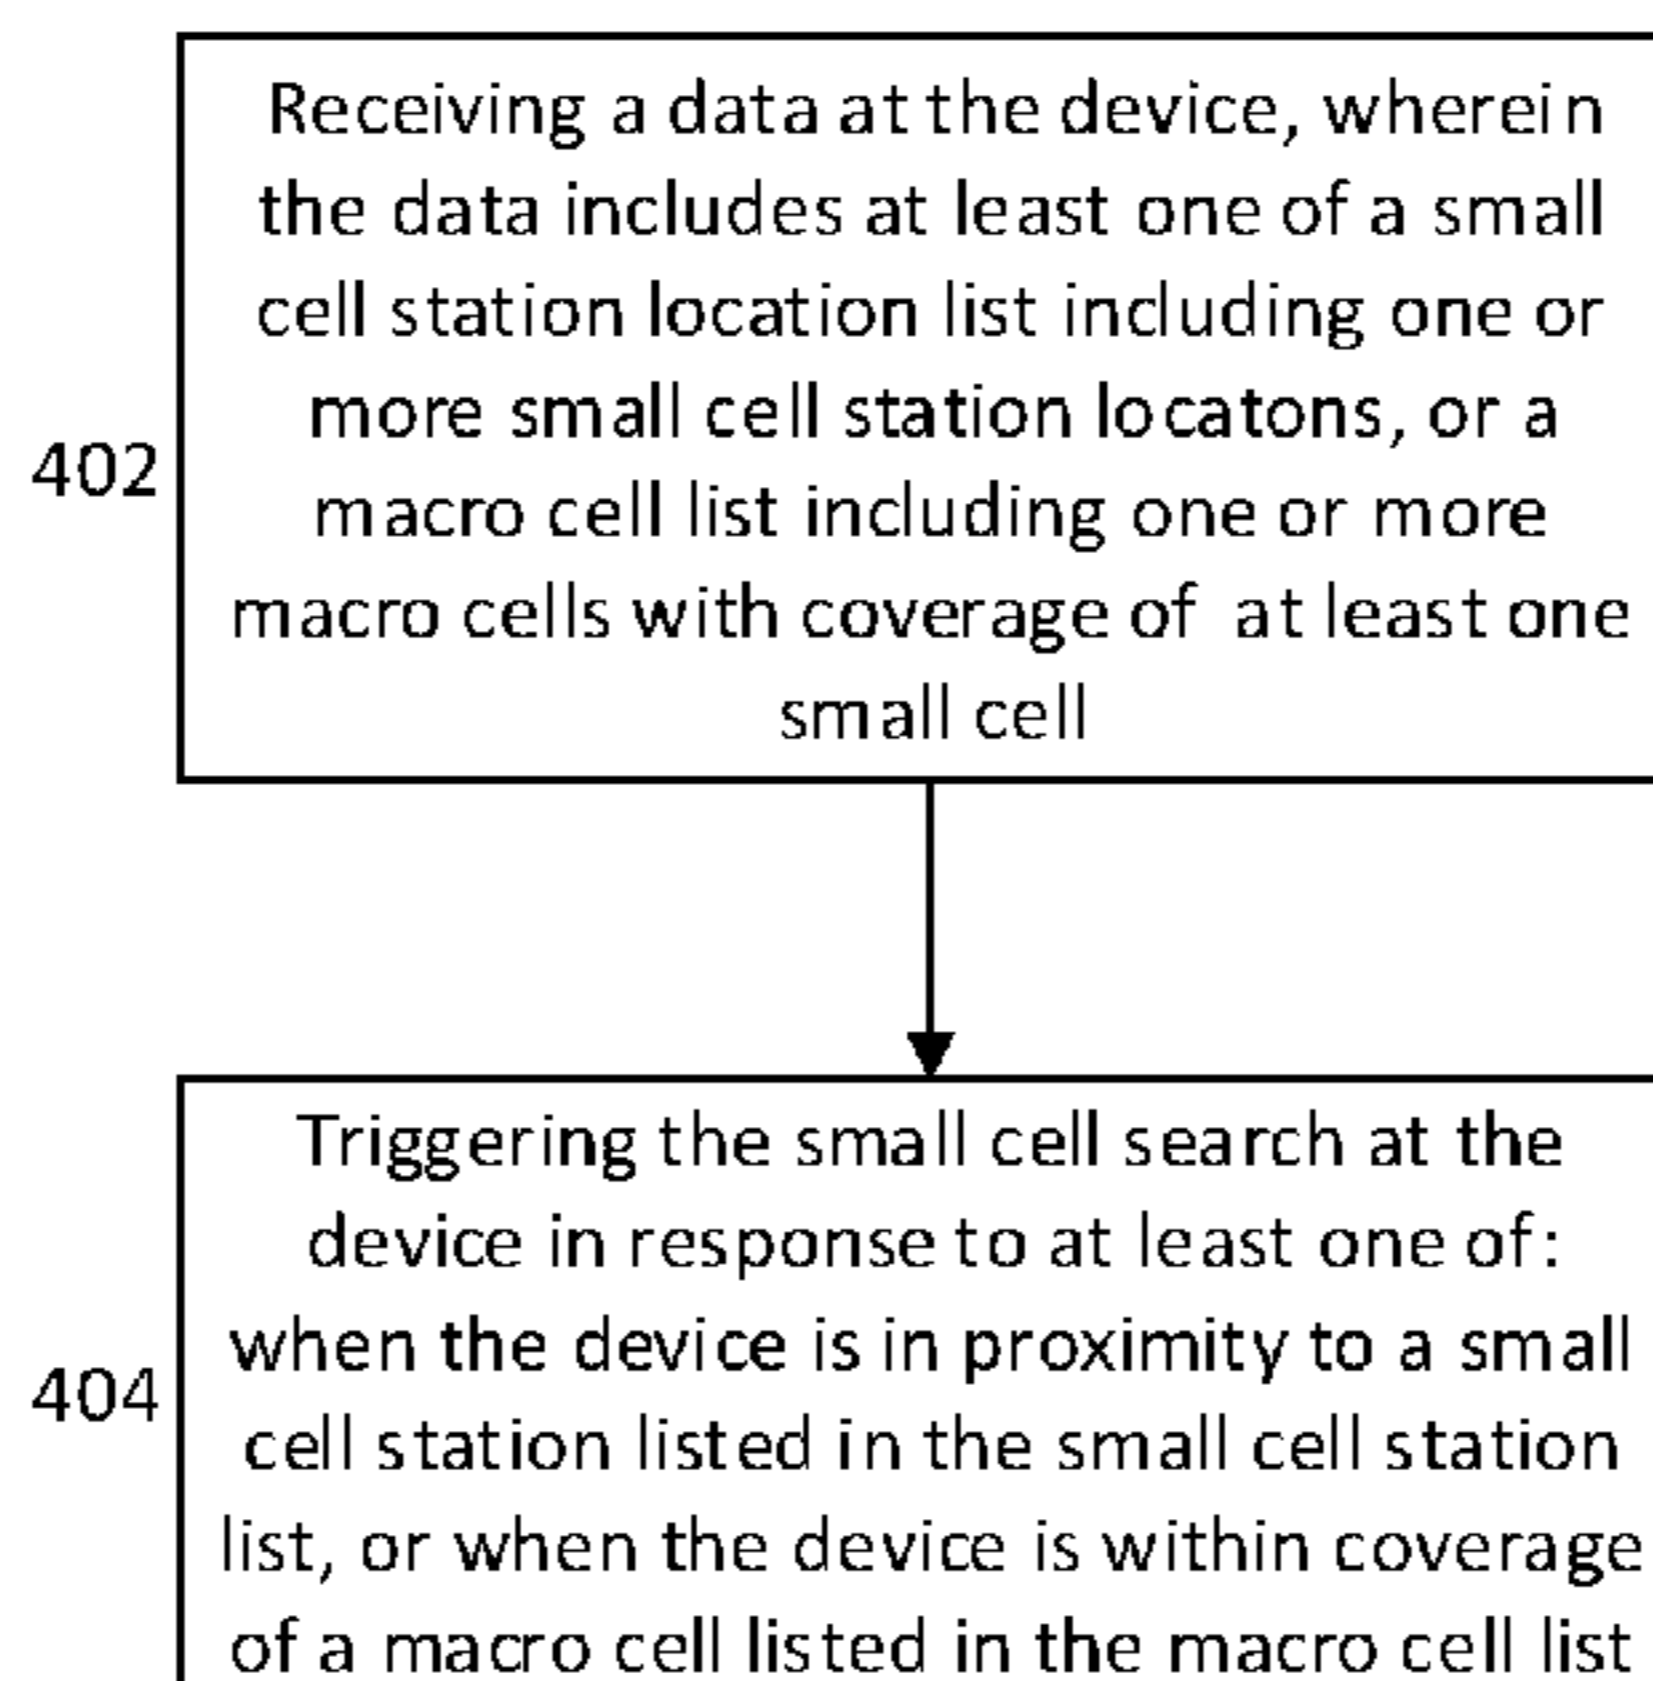 Receiving a data at the device, wherein
the data includes at least one of a small
cell station location list including one or
more small cell station locatons, or a
402
macro cell list including one or more
macro cells with coverage of at least one
small cell
Triggering the small cell search at the
device in response to at least one of:
when the device is in proximity to a small
404
cell station listed in the small cell station
list, or when the device is within coverage
of a macro cell listed in the macro cell list